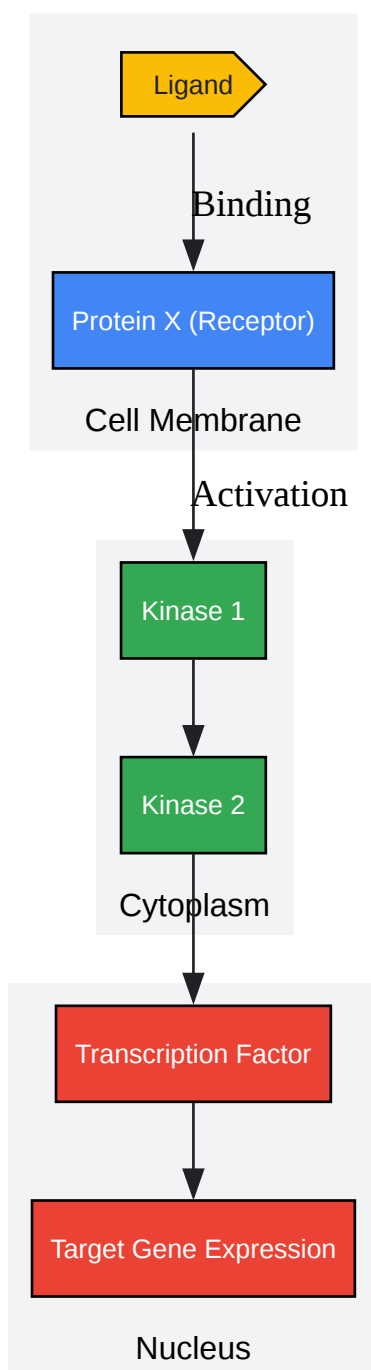 Ligand
Binding
Protein X (Receptor)
Cell Membrane
Activation
Kinase 1
Kinase 2
Cytoplasm
Transcription Factor
Target Gene Expression
Nucleus